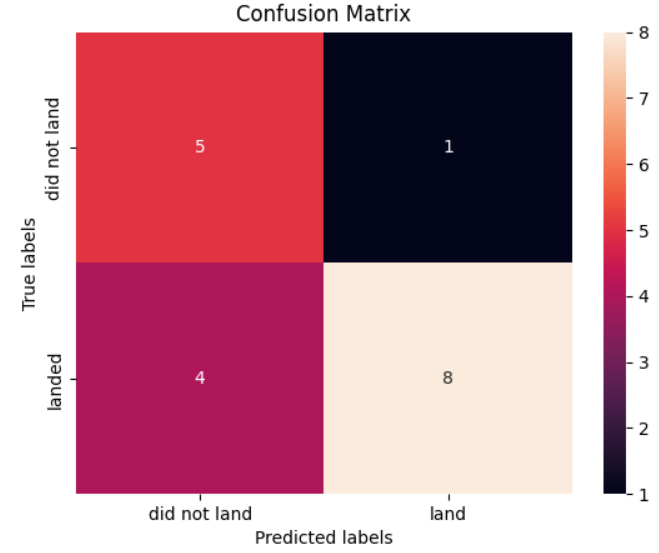 Confusion Matrix
True labels
did not land
5
1
landed
4
8
did not land
land
Predicted labels
8
7
6
5
4
3
2
1